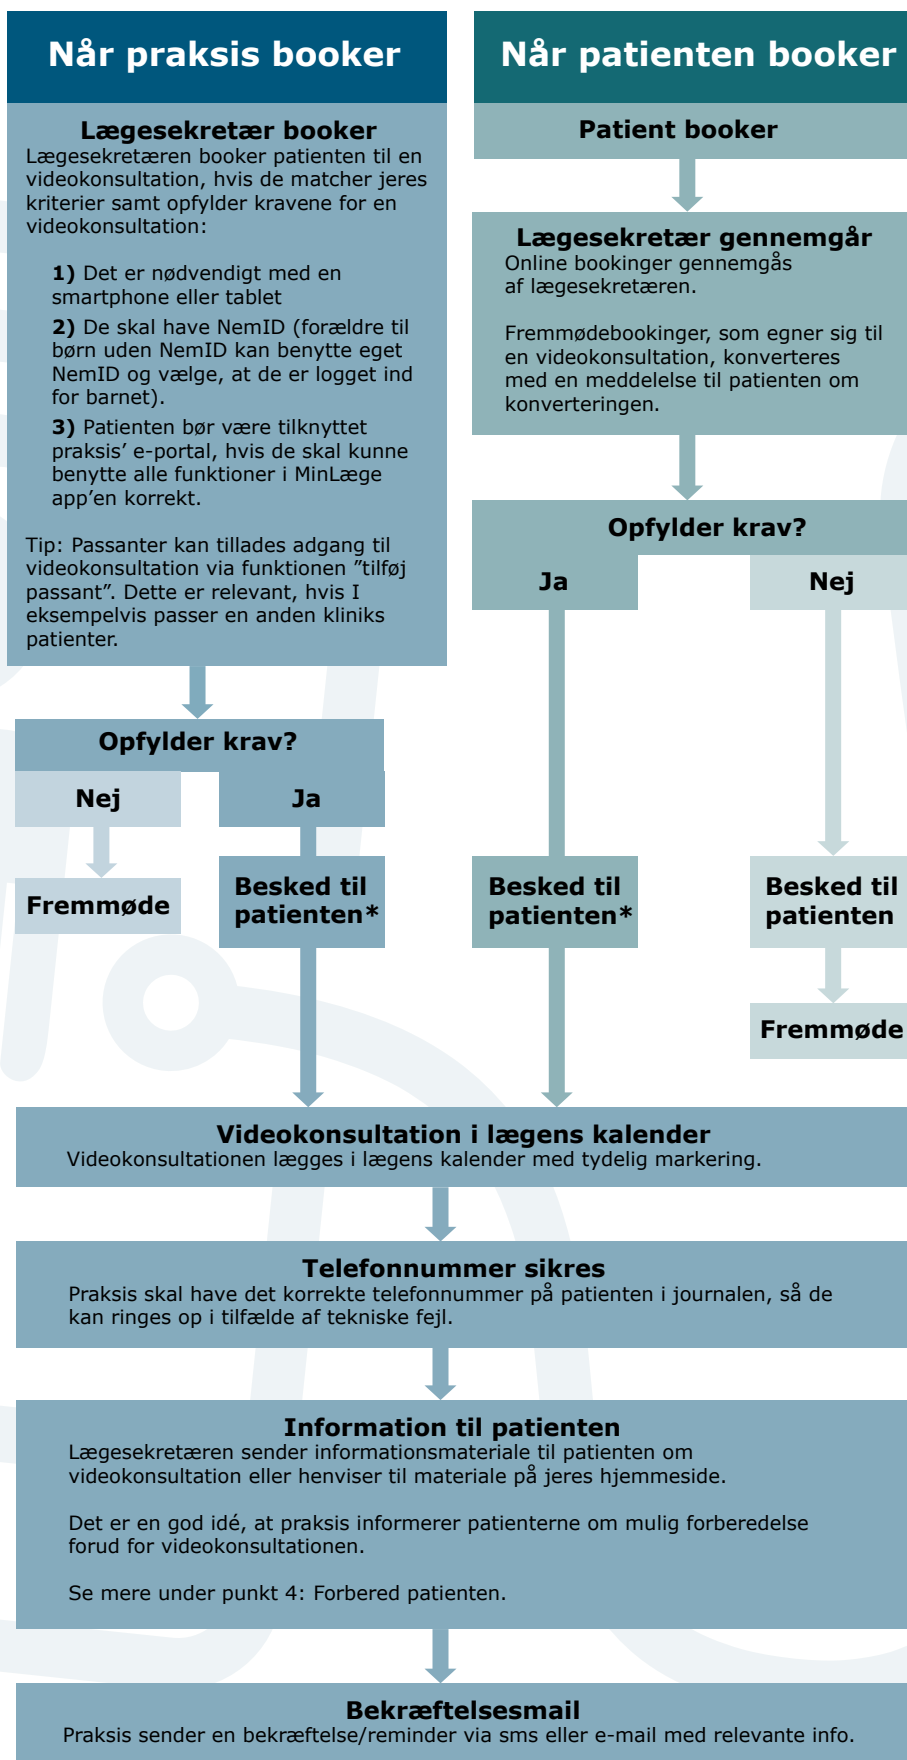 Når praksis booker
Lægesekretær booker
Lægesekretæren booker patienten til en
videokonsultation, hvis de matcher jeres
kriterier samt opfylder kravene for en
videokonsultation:
1) Det er nødvendigt med en
smartphone eller tablet
2) De skal have NemID (forældre til
børn uden NemID kan benytte eget
NemID og vælge, at de er logget ind
for barnet).
3) Patienten bør være tilknyttet
praksis’ e-portal, hvis de skal kunne
benytte alle funktioner i MinLæge
app’en korrekt.
Tip: Passanter kan tillades adgang til
videokonsultation via funktionen ”tilføj
passant”. Dette er relevant, hvis I
eksempelvis passer en anden kliniks
patienter.
Opfylder krav?
Nej
Fremmøde
Ja
Besked til
patienten*
Når patienten booker
Patient booker
Lægesekretær gennemgår
Online bookinger gennemgås
af lægesekretæren.
Fremmødebookinger, som egner sig til
en videokonsultation, konverteres
med en meddelelse til patienten om
konverteringen.
Opfylder krav?
Ja
Besked til
patienten*
Nej
Besked til
patienten
Fremmøde
Videokonsultation i lægens kalender
Videokonsultationen lægges i lægens kalender med tydelig markering.
Telefonnummer sikres
Praksis skal have det korrekte telefonnummer på patienten i journalen, så de
kan ringes op i tilfælde af tekniske fejl.
Information til patienten
Lægesekretæren sender informationsmateriale til patienten om
videokonsultation eller henviser til materiale på jeres hjemmeside.
Det er en god idé, at praksis informerer patienterne om mulig forberedelse
forud for videokonsultationen.
Se mere under punkt 4: Forbered patienten.
Bekræftelsesmail
Praksis sender en bekræftelse/reminder via sms eller e-mail med relevante info.